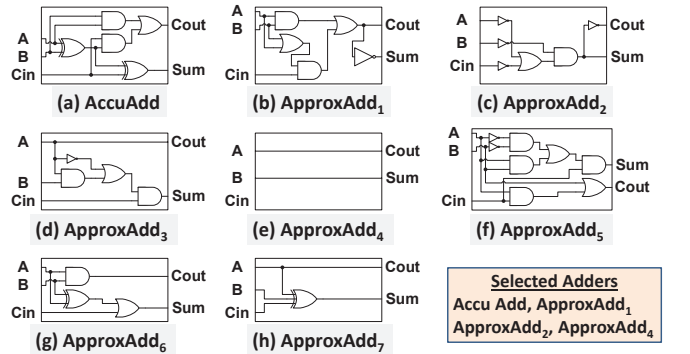 A
B
Cin
Cout
Sum
(a) AccuAdd
A
B
Cin
Cout
Sum
(b) ApproxAdd₁
A
B
Cin
Cout
Sum
(c) ApproxAdd₂
A
B
Cin
Cout
Sum
(d) ApproxAdd₃
A
B
Cin
Cout
Sum
(e) ApproxAdd₄
A
B
Cin
Sum
Cout
(f) ApproxAdd₅
A
B
Cin
Cout
Sum
(g) ApproxAdd₆
A
B
Cin
Cout
Sum
(h) ApproxAdd₇
Selected Adders
Accu Add, ApproxAdd₁
ApproxAdd₂, ApproxAdd₄